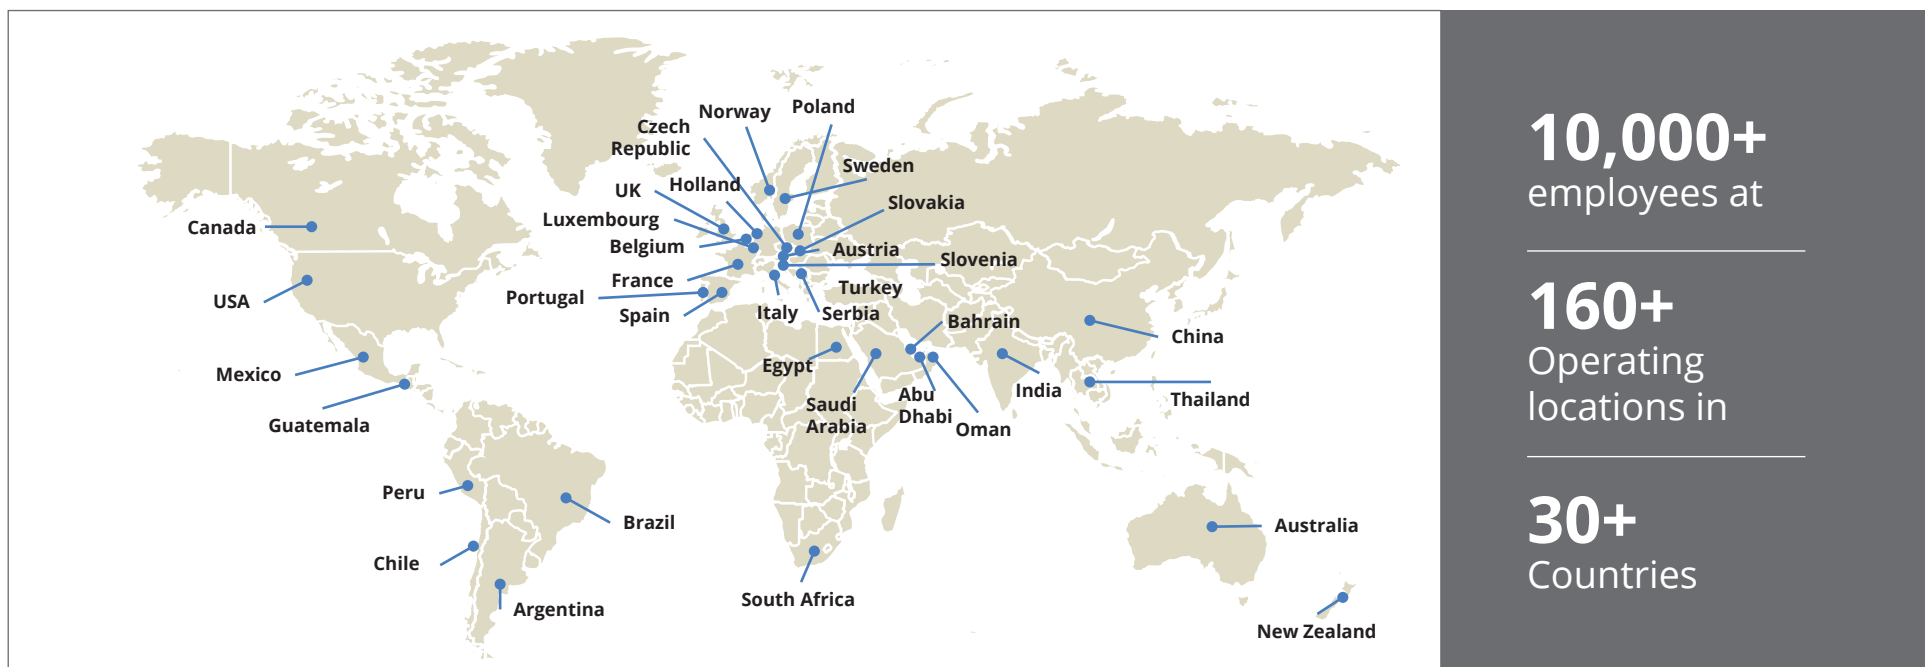 Norway
Poland
Czech
Republic
Sweden
UK
Holland
Slovakia
Luxembourg
Canada
Belgium
Austria
Slovenia
France
Turkey
USA
Portugal
Spain
Italy
Serbia
Bahrain
China
Egypt
Mexico
India
Thailand
Saudi
Arabia
Abu
Dhabi
Oman
Guatemala
Peru
Brazil
Australia
Chile
South Africa
Argentina
New Zealand
10,000+
employees at
160+
Operating
locations in
30+
Countries